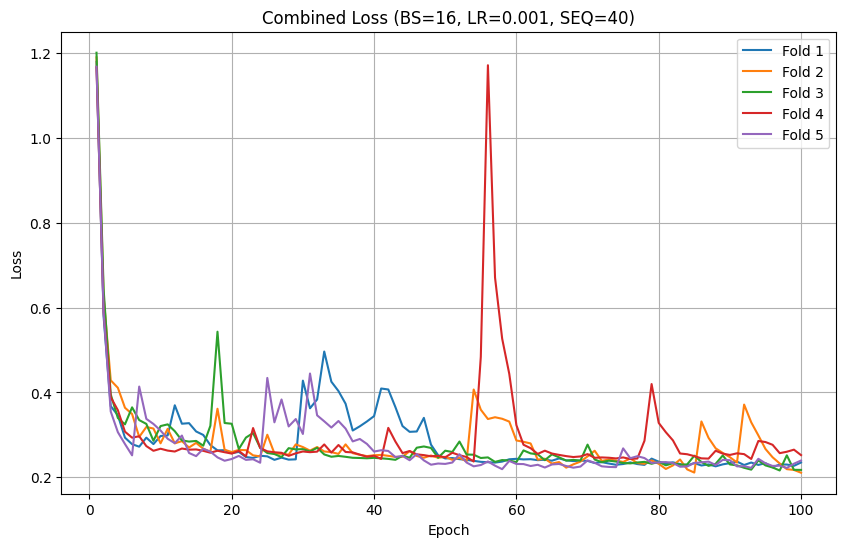 Combined Loss (BS=16, LR=0.001, SEQ=40)
Fold 1
Fold 2
Fold 3
Fold 4
Fold 5
1.2
1.0
0.8
0.6
0.4
0.2
Loss
0
20
40
60
80
100
Epoch